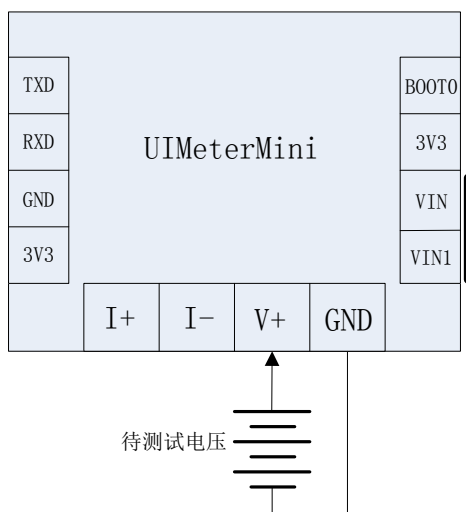 TXD
BOOT0
RXD
UIMeterMini
3V3
GND
VIN
3V3
VIN1
I+
I-
V+
GND
待测试电压